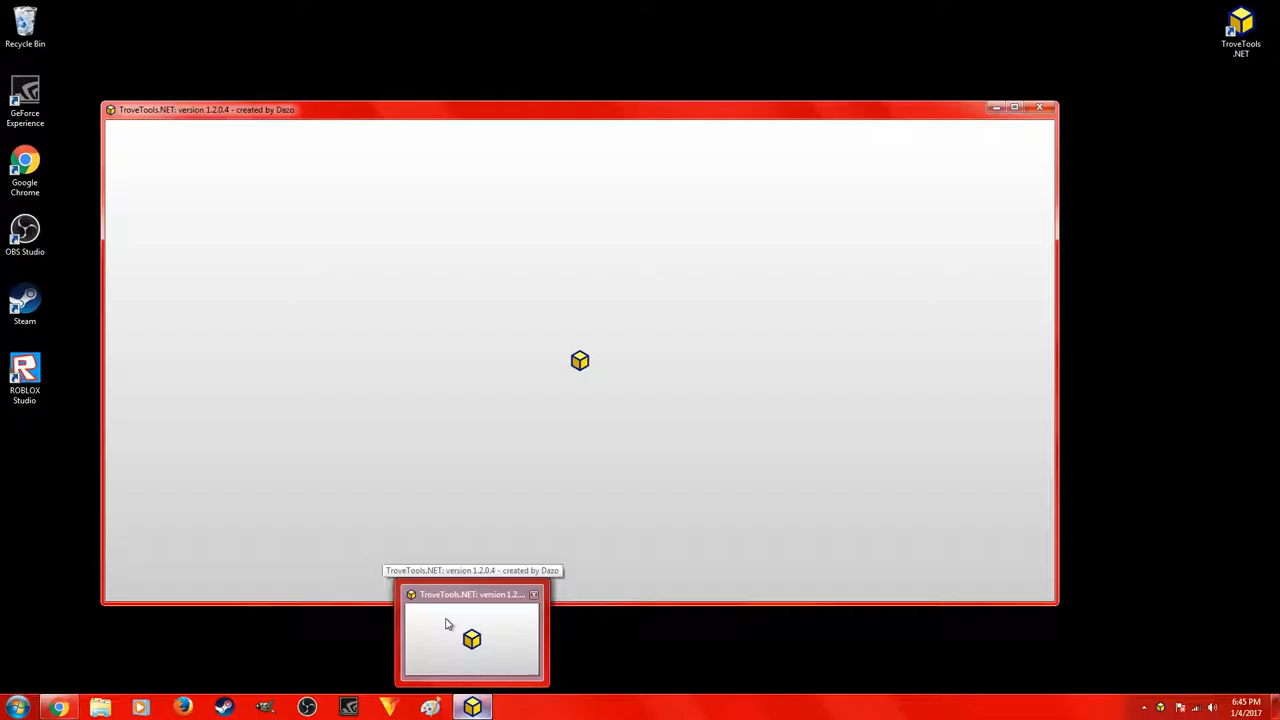 Recycle Bin
TroveTools
.NET
GeForce
Experience
TroveTools.NET: version 1.2.0.4 - created by Dazo
Google
Chrome
OBS Studio
Steam
ROBLOX
Studio
TroveTools.NET: version 1.2.0.4 - created by Dazo
TroveTools.NET: version 1.2....
6:45 PM
1/4/2017